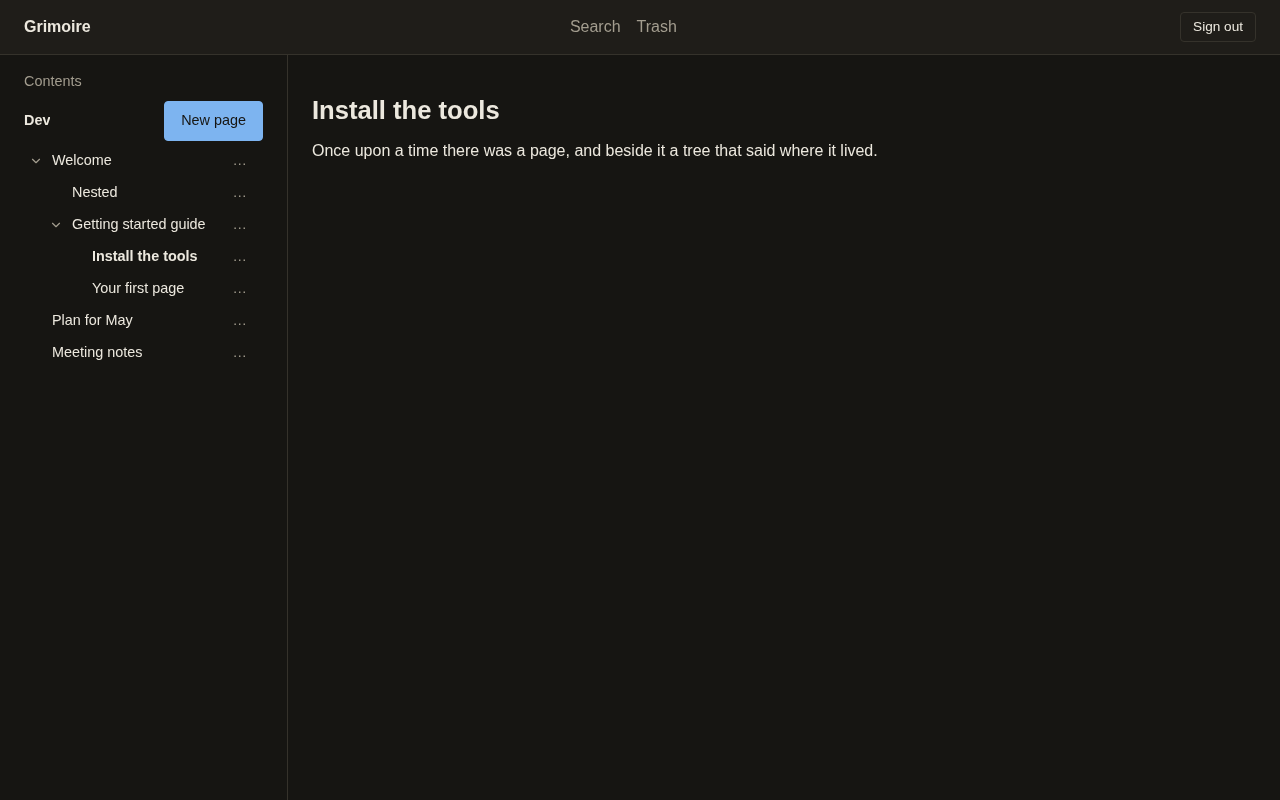 Grimoire
Search
Trash
Sign out
Contents
Dev
New page
Welcome ...
Nested ...
Getting started guide ...
Install the tools ...
Your first page ...
Plan for May ...
Meeting notes ...
Install the tools
Once upon a time there was a page, and beside it a tree that said where it lived.